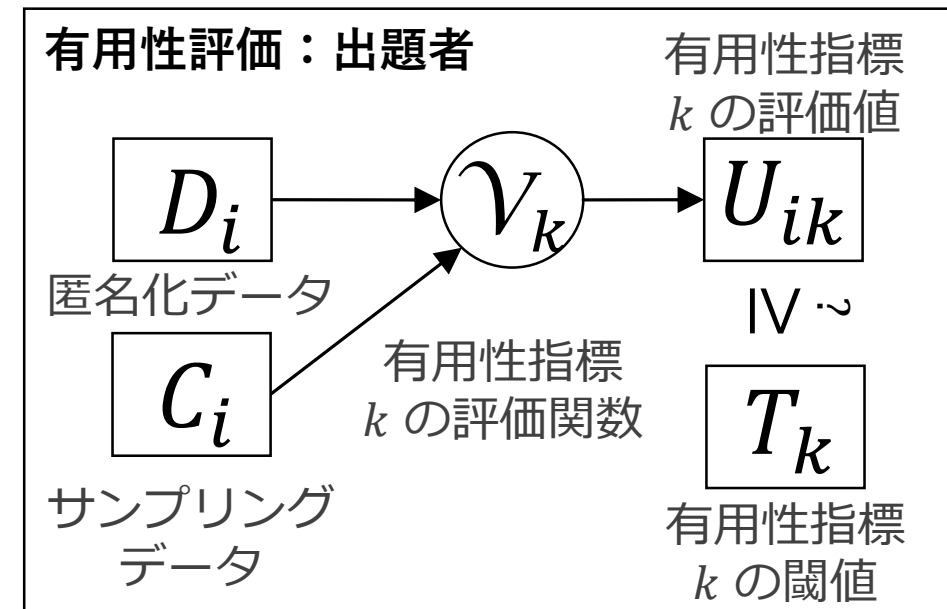 有用性評価：出題者
有用性指標
k の評価値
D_i
𝒱_k
U_{ik}
匿名化データ
≥ ?
C_i
有用性指標
k の評価関数
T_k
サンプリング
データ
有用性指標
k の閾値